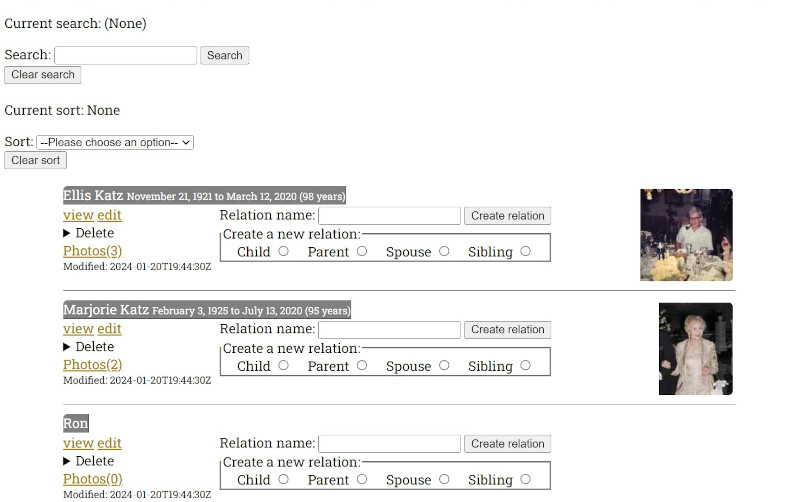 Current search: (None)
Search: Search
Clear search
Current sort: None
Sort: --Please choose an option--
Clear sort
Ellis Katz November 21, 1921 to March 12, 2020 (98 years)
view edit Relation name: Create relation
Delete Create a new relation:
Photos(3) Child Parent Spouse Sibling
Modified: 2024-01-20T19:44:30Z
Marjorie Katz February 3, 1925 to July 13, 2020 (95 years)
view edit Relation name: Create relation
Delete Create a new relation:
Photos(2) Child Parent Spouse Sibling
Modified: 2024-01-20T19:44:30Z
Ron
view edit Relation name: Create relation
Delete Create a new relation:
Photos(0) Child Parent Spouse Sibling
Modified: 2024-01-20T19:44:30Z